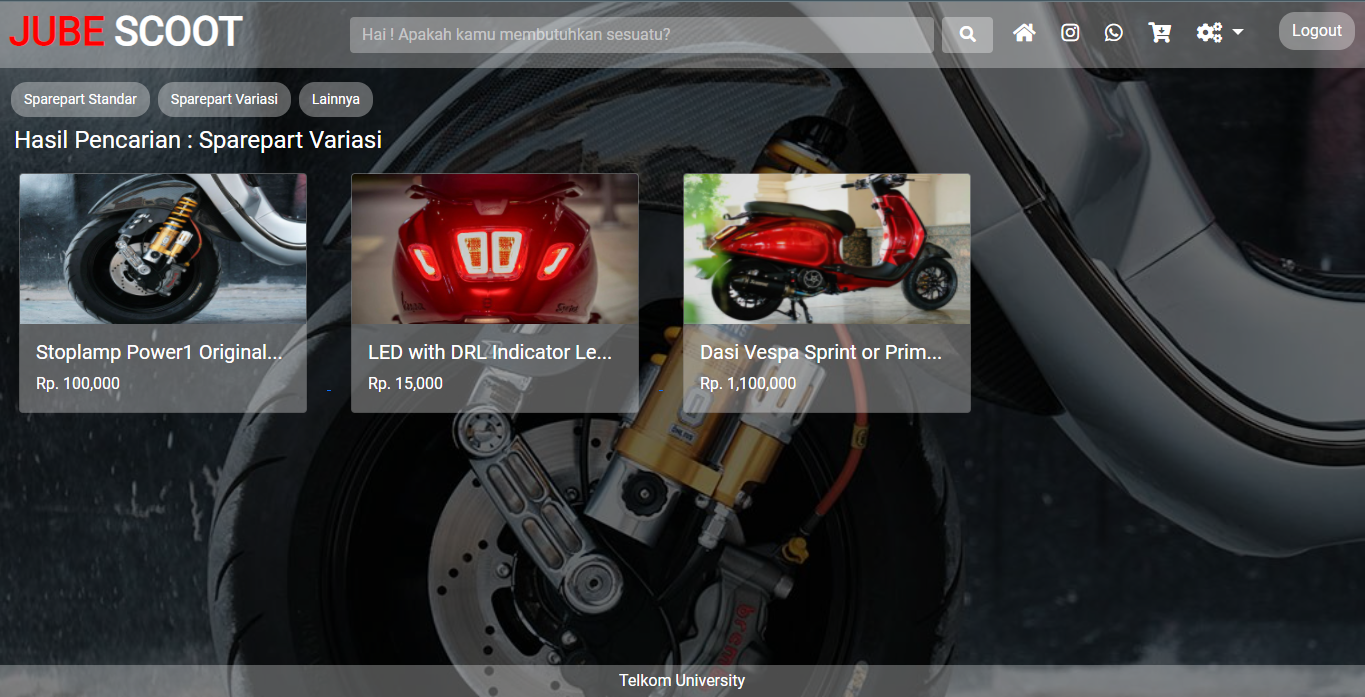 JUBE SCOOT
Hai ! Apakah kamu membutuhkan sesuatu?
Logout
Sparepart Standar
Sparepart Variasi
Lainnya
Hasil Pencarian : Sparepart Variasi
Stoplamp Power1 Original...
Rp. 100,000
LED with DRL Indicator Le...
Rp. 15,000
Dasi Vespa Sprint or Prim...
Rp. 1,100,000
Telkom University